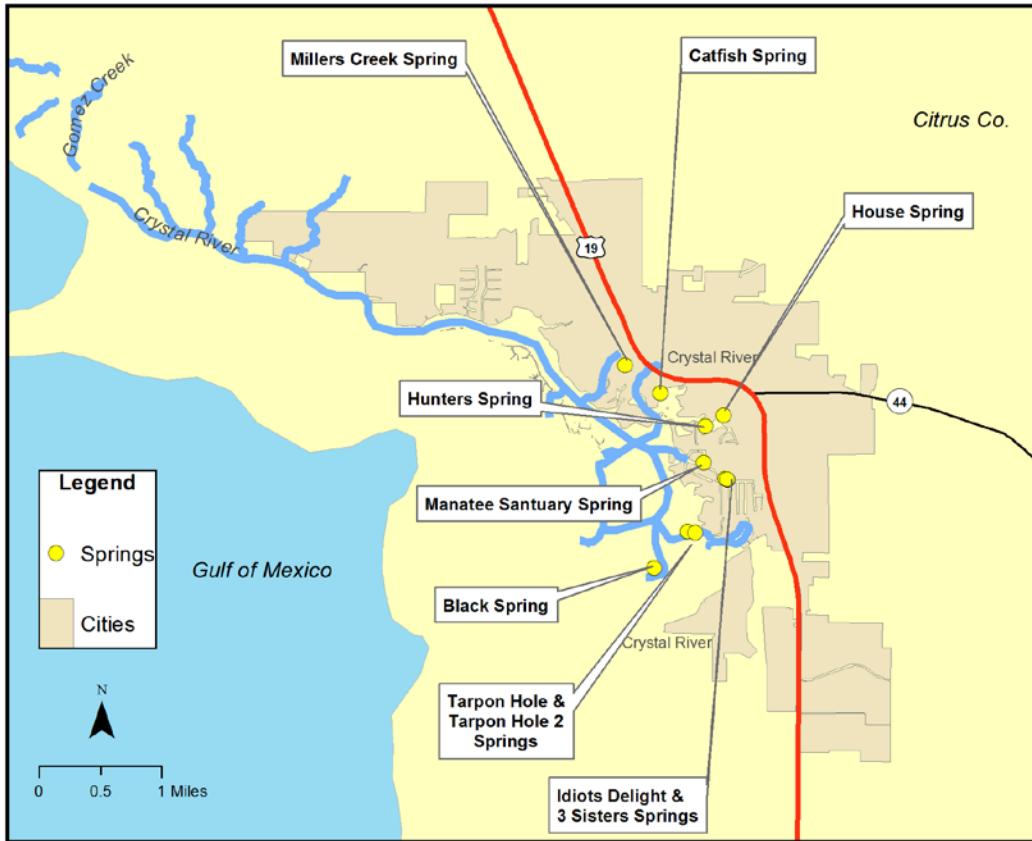 Millers Creek Spring
Catfish Spring
Gomez Creek
Citrus Co.
House Spring
Crystal River
19
Crystal River
44
Hunters Spring
Legend
Springs
Cities
Manatee Santuary Spring
Gulf of Mexico
Black Spring
Crystal River
N
Tarpon Hole &
Tarpon Hole 2
Springs
0 0.5 1 Miles
Idiots Delight &
3 Sisters Springs